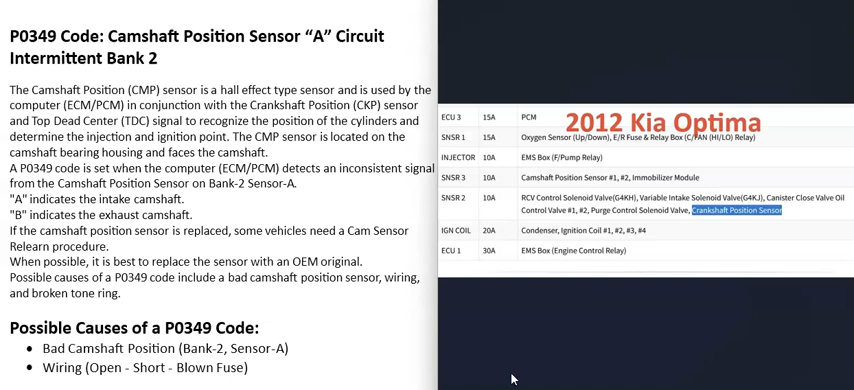 P0349 Code: Camshaft Position Sensor “A” Circuit
Intermittent Bank 2
The Camshaft Position (CMP) sensor is a hall effect type sensor and is used by the
computer (ECM/PCM) in conjunction with the Crankshaft Position (CKP) sensor
and Top Dead Center (TDC) signal to recognize the position of the cylinders and
determine the injection and ignition point. The CMP sensor is located on the
camshaft bearing housing and faces the camshaft.
A P0349 code is set when the computer (ECM/PCM) detects an inconsistent signal
from the Camshaft Position Sensor on Bank-2 Sensor-A.
"A" indicates the intake camshaft.
"B" indicates the exhaust camshaft.
If the camshaft position sensor is replaced, some vehicles need a Cam Sensor
Relearn procedure.
When possible, it is best to replace the sensor with an OEM original.
Possible causes of a P0349 code include a bad camshaft position sensor, wiring,
and broken tone ring.
Possible Causes of a P0349 Code:
• Bad Camshaft Position (Bank-2, Sensor-A)
• Wiring (Open - Short - Blown Fuse)
2012 Kia Optima
ECU 3 15A PCM
SNSR 1 15A Oxygen Sensor (Up/Down), E/R Fuse & Relay Box (C/FAN (HI/LO) Relay)
INJECTOR 10A EMS Box (F/Pump Relay)
SNSR 3 10A Camshaft Position Sensor #1, #2, Immobilizer Module
SNSR 2 10A RCV Control Solenoid Valve(G4KH), Variable Intake Solenoid Valve(G4KJ), Canister Close Valve Oil
Control Valve #1, #2, Purge Control Solenoid Valve, Crankshaft Position Sensor
IGN COIL 20A Condenser, Ignition Coil #1, #2, #3, #4
ECU 1 30A EMS Box (Engine Control Relay)